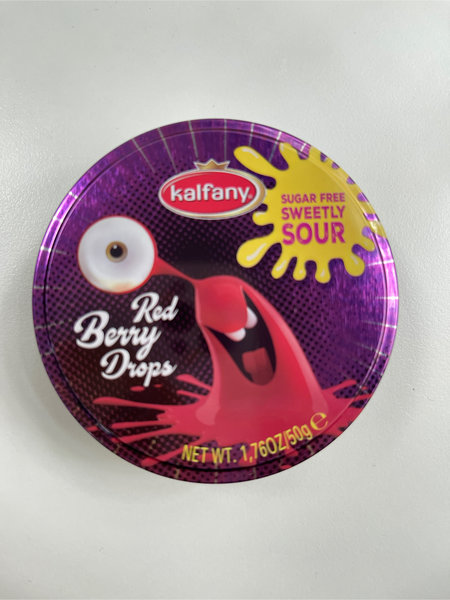 kalfany®
SUGAR FREE
SWEETLY
SOUR
Red
Berry
Drops
NET WT. 1,76OZ/50g ℮